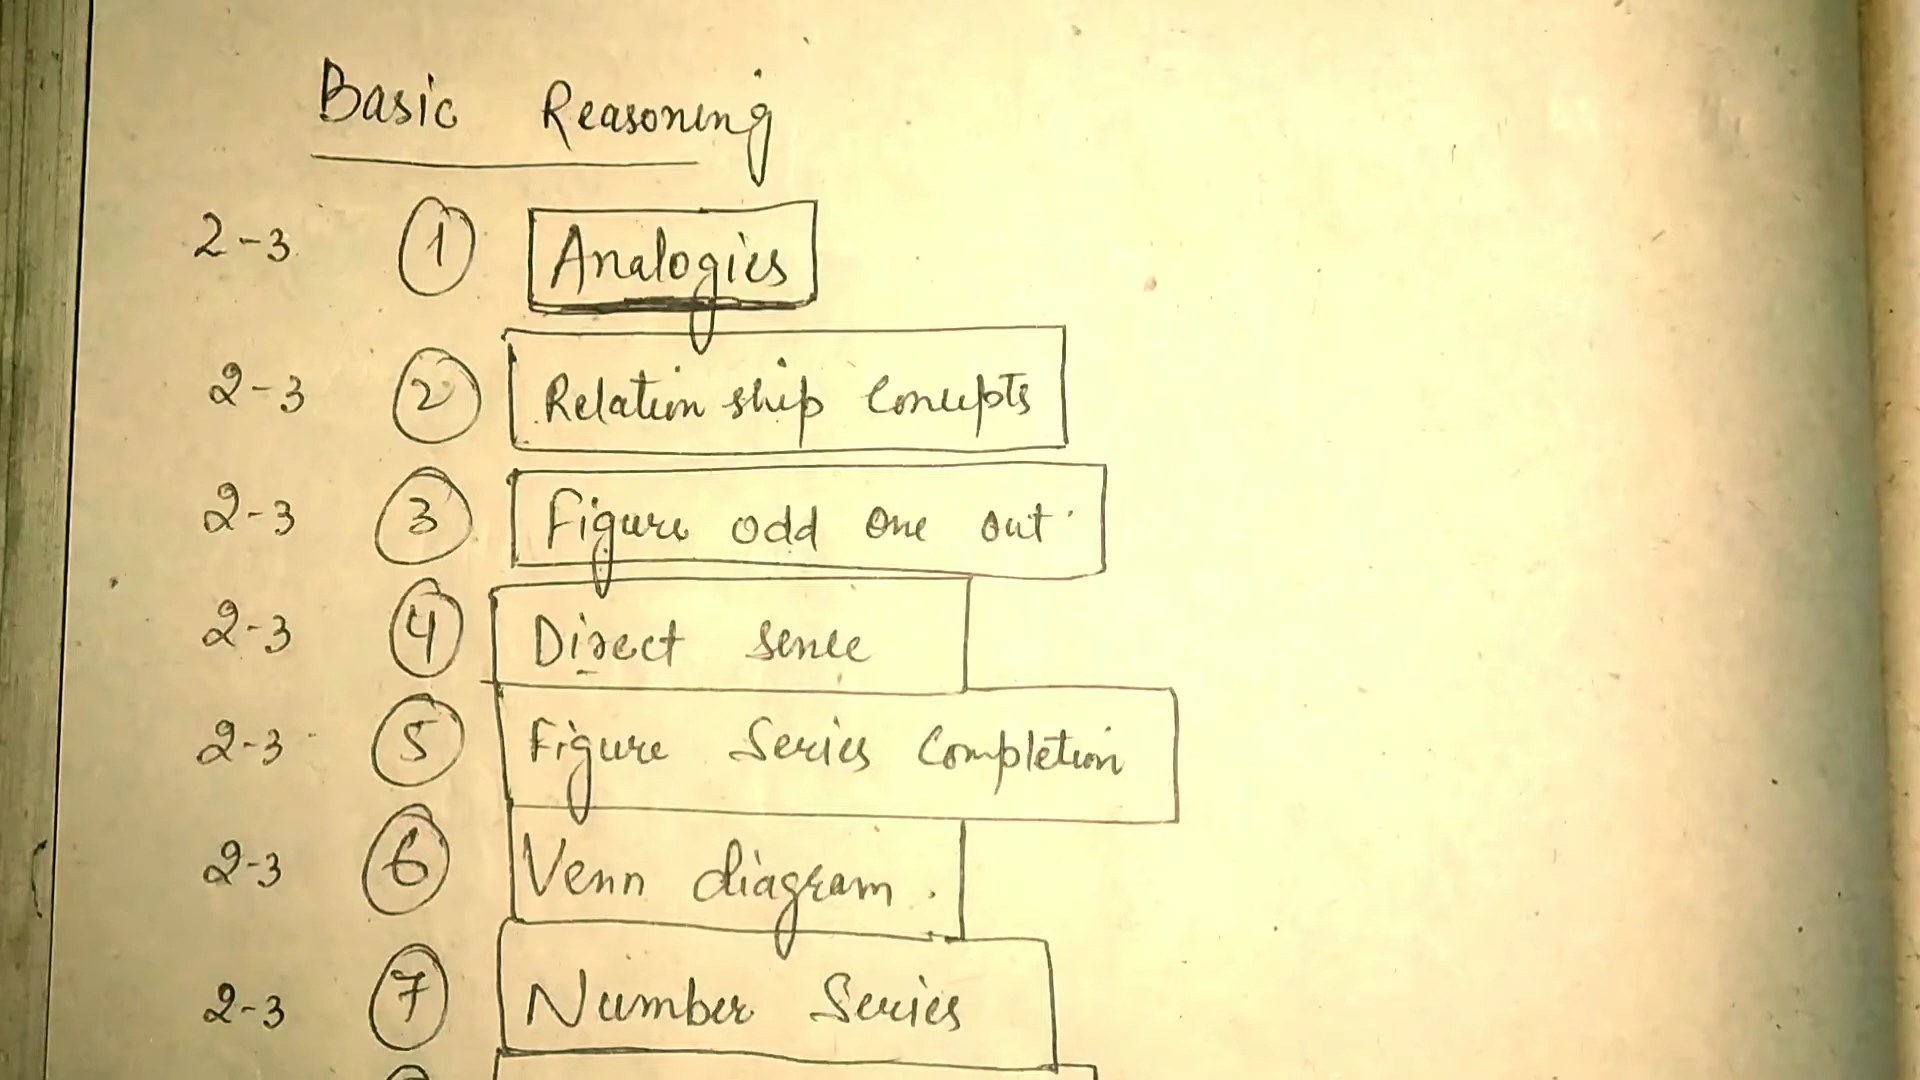 Basic Reasoning
2-3 1 Analogies
2-3 2 Relation ship Concepts
2-3 3 Figure odd one out
2-3 4 Direct sence
2-3 5 Figure Series Completion
2-3 6 Venn diagram.
2-3 7 Number Series